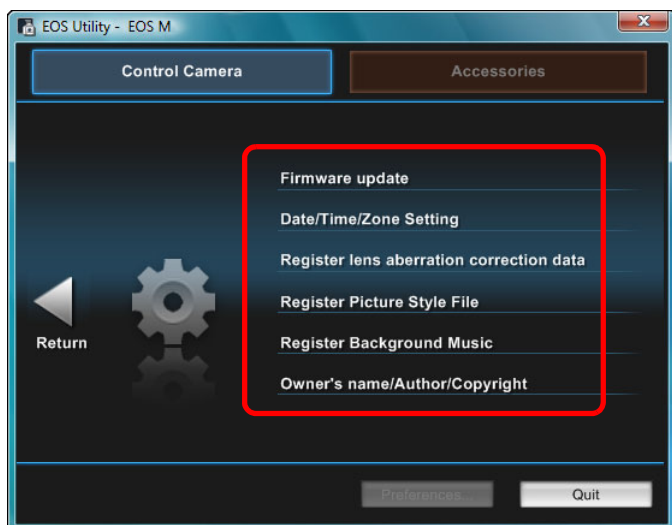 EOS Utility - EOS M
Control Camera
Accessories
Firmware update
Date/Time/Zone Setting
Register lens aberration correction data
Register Picture Style File
Register Background Music
Owner's name/Author/Copyright
Return
Preferences...
Quit